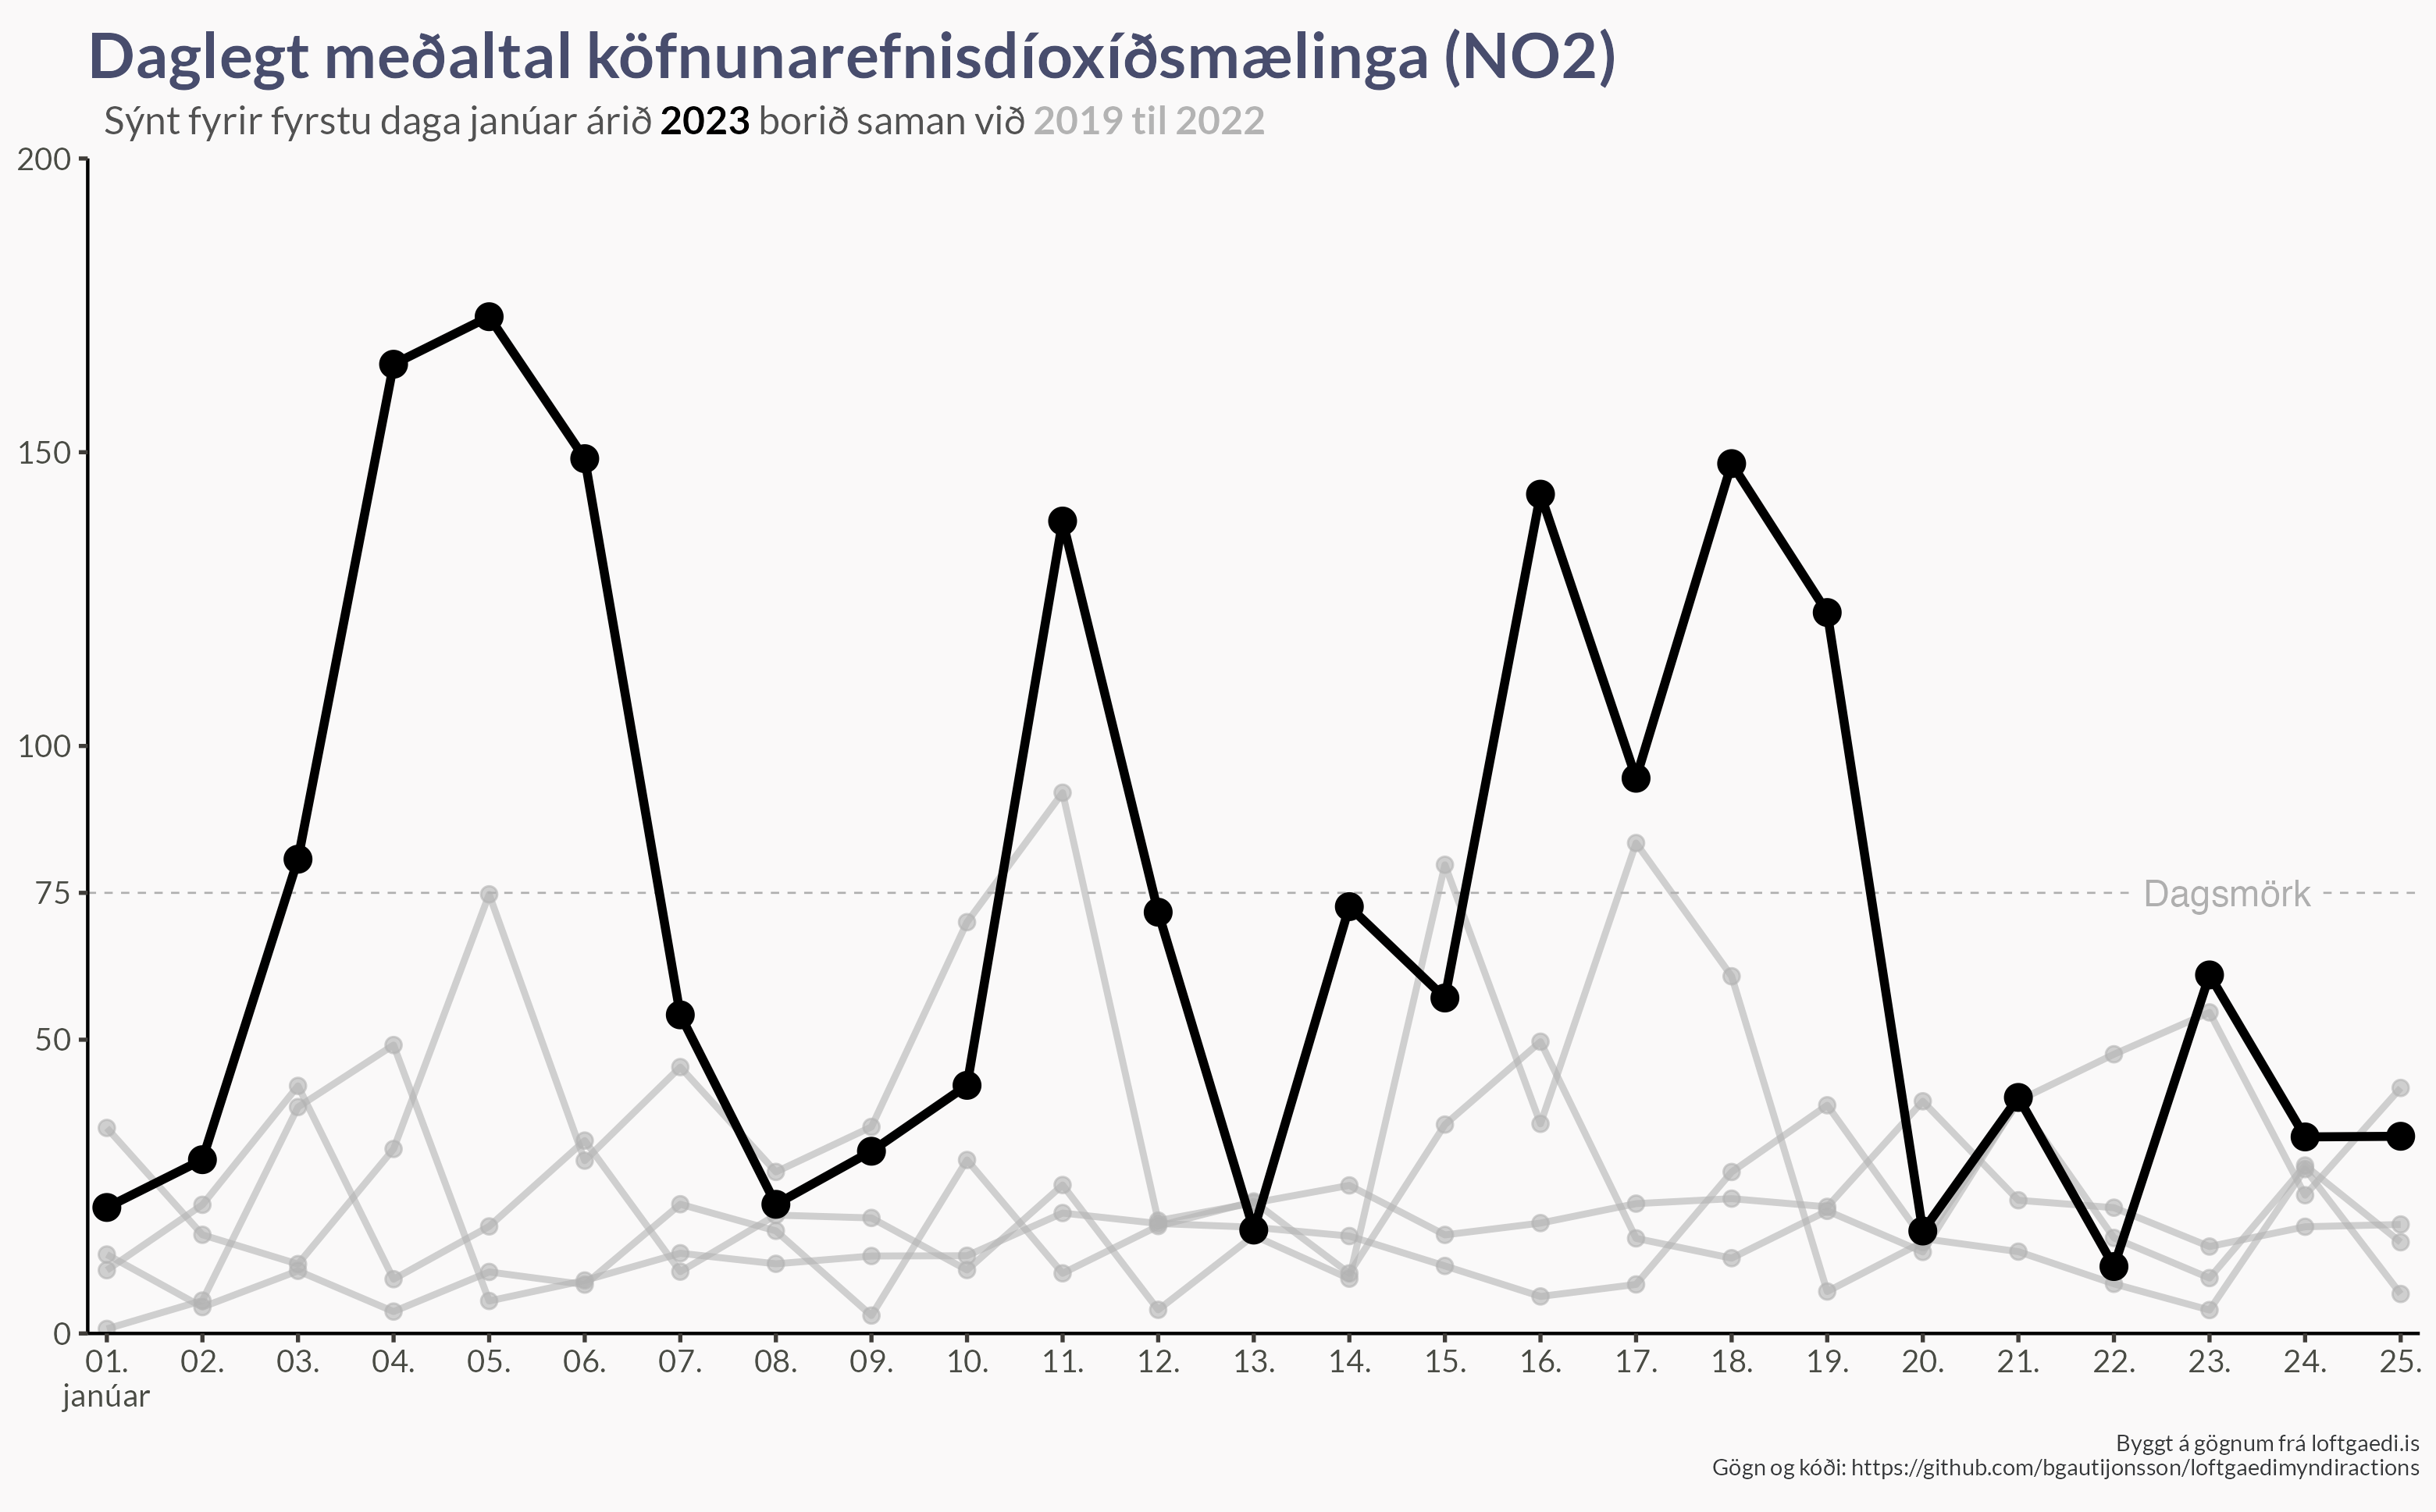 Daglegt meðaltal köfnunarefnisdíoxíðsmælinga (NO2)
Sýnt fyrir fyrstu daga janúar árið 2023 borið saman við 2019 til 2022
200
150
100
75
Dagsmörk
50
0
01. 02. 03. 04. 05. 06. 07. 08. 09. 10. 11. 12. 13. 14. 15. 16. 17. 18. 19. 20. 21. 22. 23. 24. 25.
janúar
Byggt á gögnum frá loftgaedi.is
Gögn og kóði: https://github.com/bgautijonsson/loftgaedimyndiractions